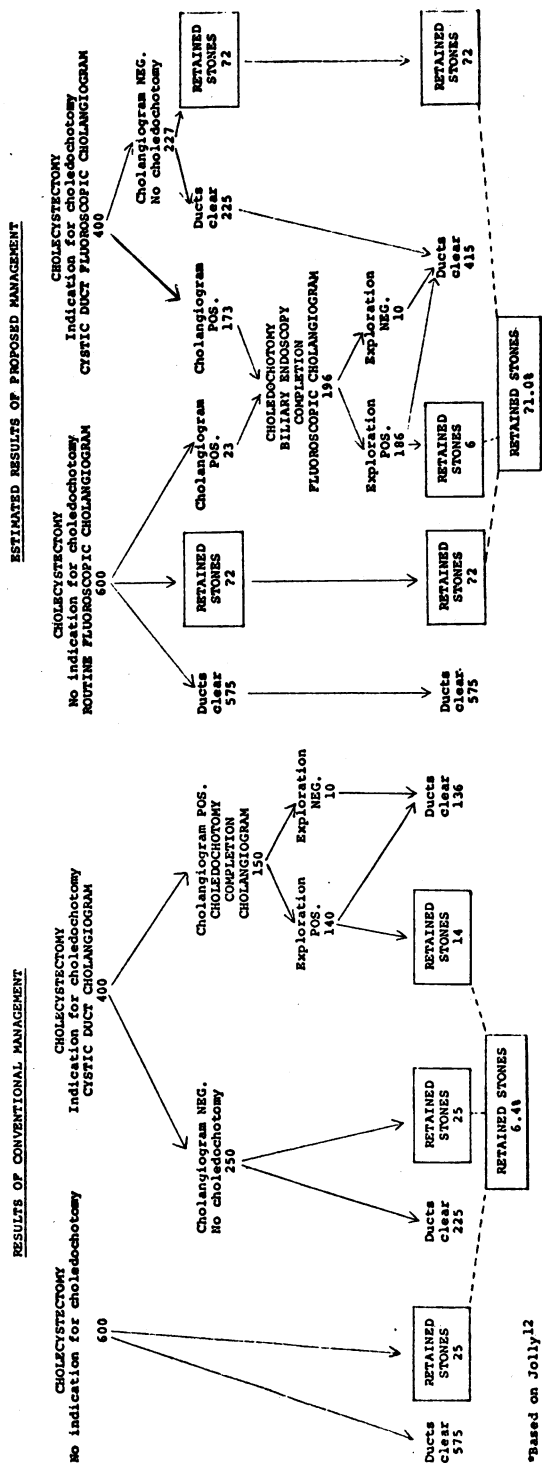 RESULTS OF CONVENTIONAL MANAGEMENT
CHOLECYSTECTOMY
No indication for choledochotomy
600
CHOLECYSTECTOMY
Indication for choledochotomy
CYSTIC DUCT CHOLANGIOGRAM
400
Cholangiogram NEG.
No choledochotomy
250
Cholangiogram POS.
CHOLEDOCHOTOMY
COMPLETION
CHOLANGIOGRAM
150
Exploration
POS.
140
Exploration
NEG.
10
Ducts
clear
575
RETAINED
STONES
25
Ducts
clear
225
RETAINED
STONES
25
RETAINED
STONES
14
Ducts
clear
136
RETAINED STONES
6.4%
*Based on Jolly12
ESTIMATED RESULTS OF PROPOSED MANAGEMENT
CHOLECYSTECTOMY
No indication for choledochotomy
ROUTINE FLUOROSCOPIC CHOLANGIOGRAM
600
CHOLECYSTECTOMY
Indication for choledochotomy
CYSTIC DUCT FLUOROSCOPIC CHOLANGIOGRAM
400
Ducts
clear
575
RETAINED
STONES
?2
Cholangiogram
POS.
23
Cholangiogram
POS.
173
Cholangiogram NEG.
No choledochotomy
227
Ducts
clear
225
RETAINED
STONES
?2
CHOLEDOCHOTOMY
BILIARY ENDOSCOPY
COMPLETION
FLUOROSCOPIC CHOLANGIOGRAM
196
Exploration
POS.
186
Exploration
NEG.
10
Ducts
clear
575
RETAINED
STONES
?2
RETAINED
STONES
6
Ducts
clear
415
RETAINED
STONES
?2
RETAINED STONES
?1.0%